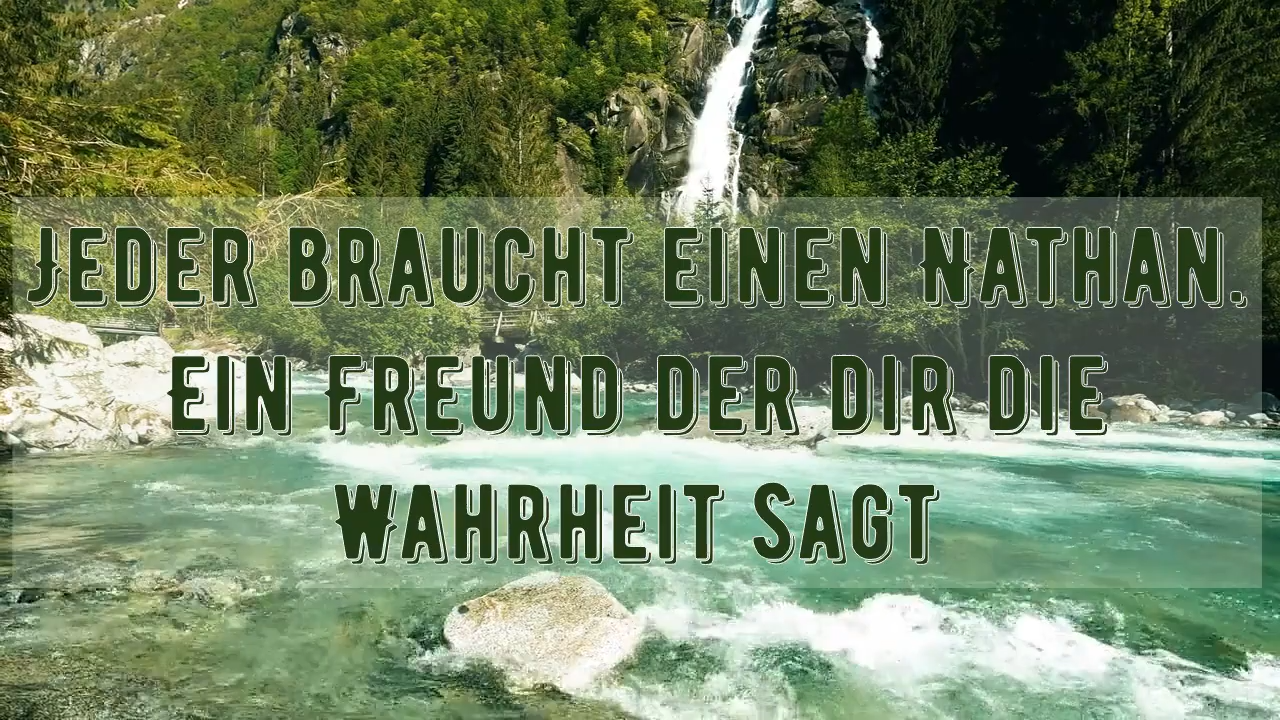 Jeder braucht einen Nathan.
Ein Freund der dir die
Wahrheit sagt